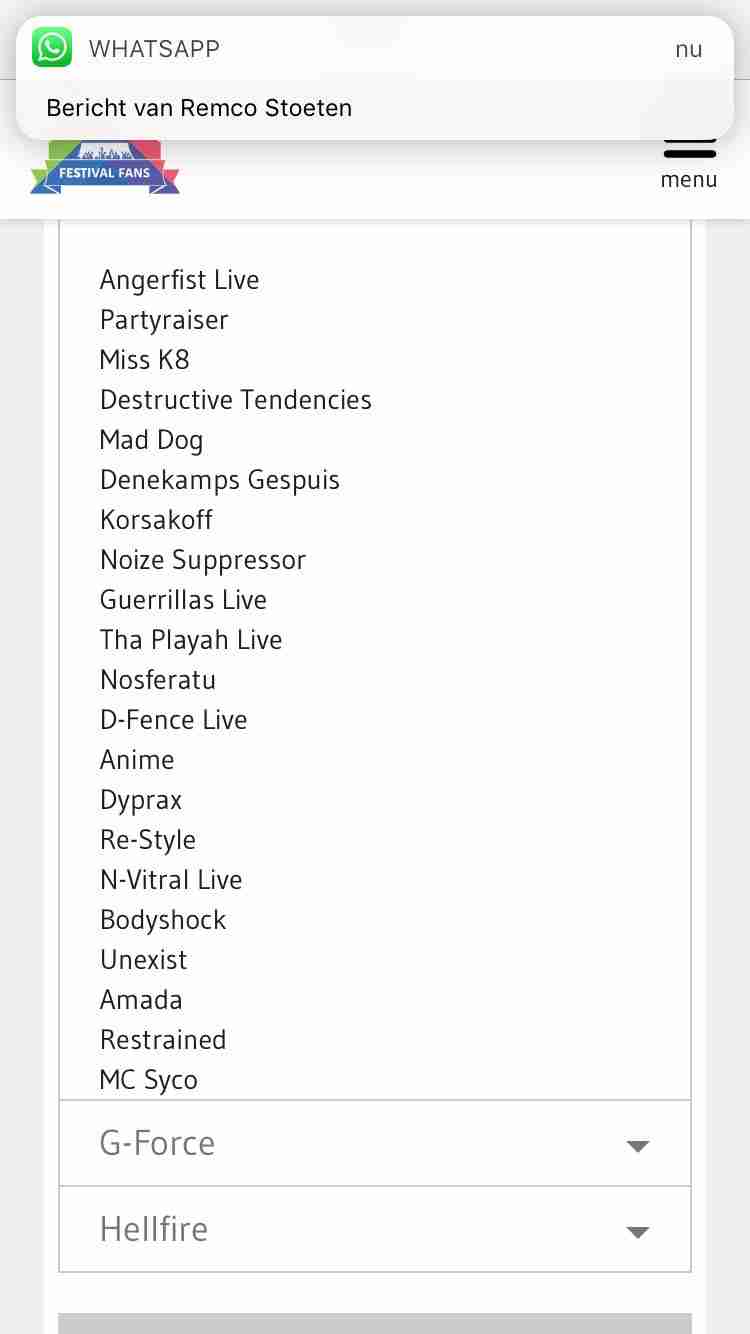 WHATSAPP
nu
Bericht van Remco Stoeten
FESTIVAL FANS
menu
Angerfist Live
Partyraiser
Miss K8
Destructive Tendencies
Mad Dog
Denekamps Gespuis
Korsakoff
Noize Suppressor
Guerrillas Live
Tha Playah Live
Nosferatu
D-Fence Live
Anime
Dyprax
Re-Style
N-Vitral Live
Bodyshock
Unexist
Amada
Restrained
MC Syco
G-Force
Hellfire